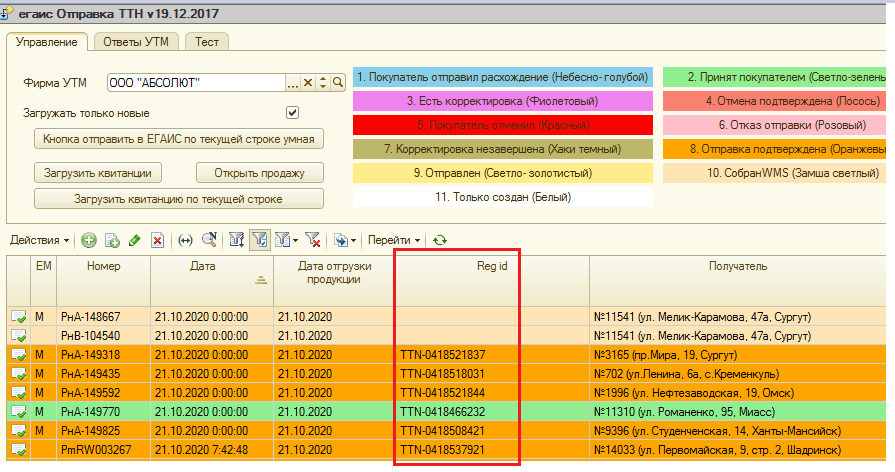 егаис Отправка ТТН v19.12.2017
Управление Ответы УТМ Тест
Фирма УТМ ООО "АБСОЛЮТ"
Загружать только новые
Кнопка отправить в ЕГАИС по текущей строке умная
Загрузить квитанции Открыть продажу
Загрузить квитанцию по текущей строке
1. Покупатель отправил расхождение (Небесно-голубой) 2. Принят покупателем (Светло-зелены
3. Есть корректировка (Фиолетовый) 4. Отмена подтверждена (Лосось)
5. Покупатель отменил (Красный) 6. Отказ отправки (Розовый)
7. Корректировка незавершена (Хаки темный) 8. Отправка подтверждена (Оранжевы
9. Отправлен (Светло-золотистый) 10. СобранWMS (Замша светлый)
11. Только создан (Белый)
Действия Перейти
ЕМ Номер Дата Дата отгрузки продукции Reg id Получатель
М РнА-148667 21.10.2020 0:00:00 21.10.2020 №11541 (ул. Мелик-Карамова, 47а, Сургут)
РнВ-104540 21.10.2020 0:00:00 21.10.2020 №11541 (ул. Мелик-Карамова, 47а, Сургут)
М РнА-149318 21.10.2020 0:00:00 21.10.2020 TTN-0418521837 №3165 (пр.Мира, 19, Сургут)
М РнА-149435 21.10.2020 0:00:00 21.10.2020 TTN-0418518031 №702 (ул.Ленина, 6а, с.Кременкуль)
М РнА-149592 21.10.2020 0:00:00 21.10.2020 TTN-0418521844 №1996 (ул. Нефтезаводская, 19, Омск)
М РнА-149770 21.10.2020 0:00:00 21.10.2020 TTN-0418466232 №11310 (ул. Романенко, 95, Миасс)
М РнА-149825 21.10.2020 0:00:00 21.10.2020 TTN-0418508421 №9396 (ул. Студенческая, 14, Ханты-Мансийск)
PmRW003267 21.10.2020 7:42:48 21.10.2020 TTN-0418537921 №14033 (ул. Первомайская, 9, стр. 2, Шадринск)